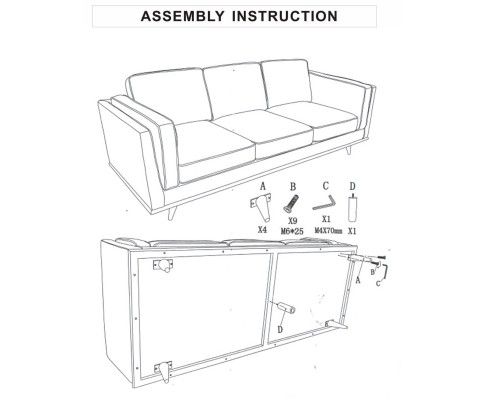 ASSEMBLY INSTRUCTION
A B C D
X4 X9 X1 X1
M6*25 M4X70mm
B
A
C
D